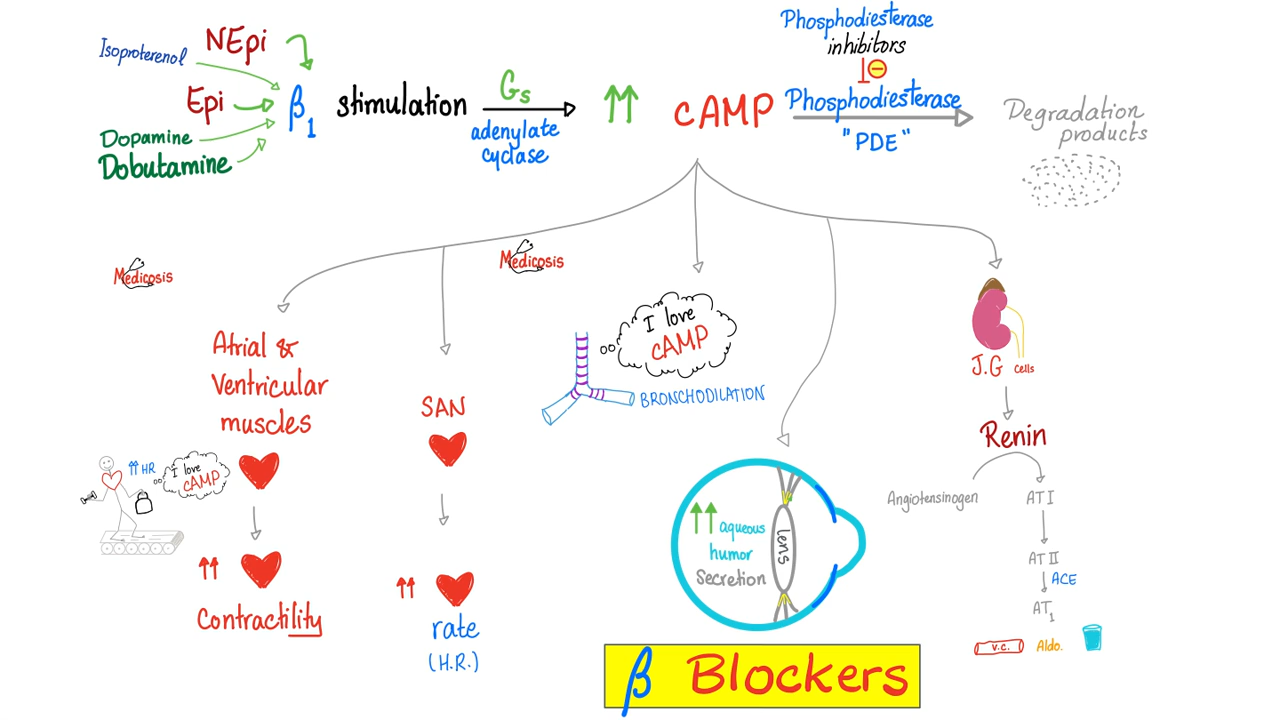 Phosphodiesterase
inhibitors
Isoproterenol
NEpi
Epi
Dopamine
Dobutamine
β1
stimulation
Gs
adenylate
cyclase
cAMP
Phosphodiesterase
"PDE"
Degradation
products
Medicosis
Medicosis
Atrial &
Ventricular
muscles
HR
I love
cAMP
Contractility
SAN
rate
(H.R.)
I love
cAMP
BRONCHODILATION
aqueous
humor
Secretion
Lens
J.G cells
Renin
Angiotensinogen
AT I
AT II
ACE
AT1
V.C.
Aldo.
β Blockers